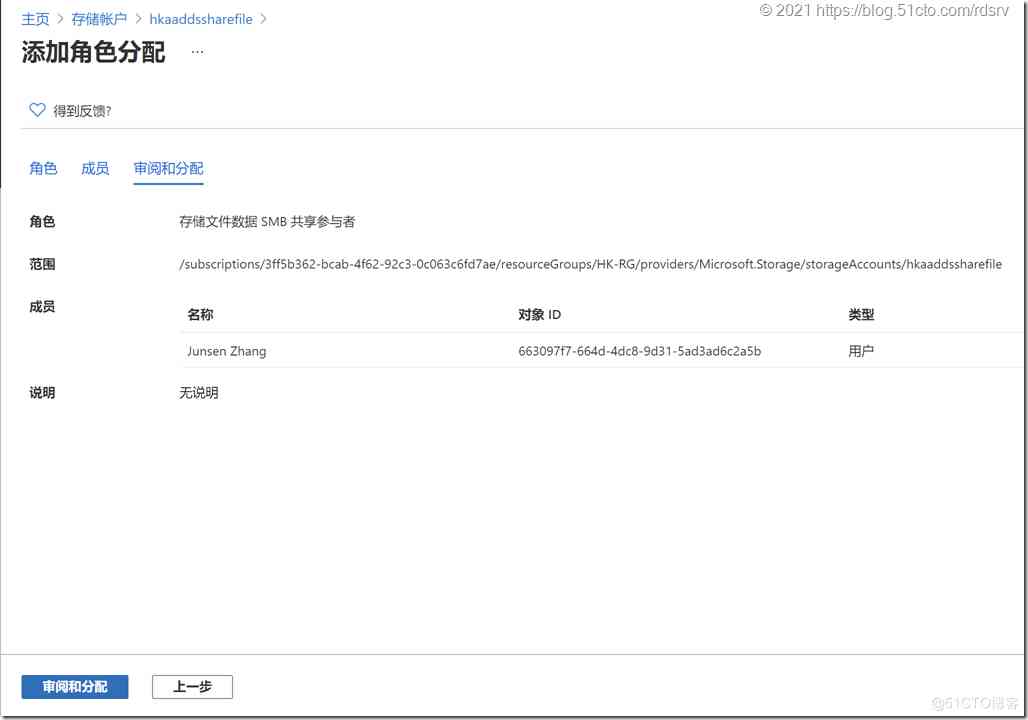 © 2021 https://blog.51cto.com/rdsrv
主页 > 存储帐户 > hkaaddssharefile >
添加角色分配 ...
得到反馈?
角色 成员 审阅和分配
角色 存储文件数据 SMB 共享参与者
范围 /subscriptions/3ff5b362-bcab-4f62-92c3-0c063c6fd7ae/resourceGroups/HK-RG/providers/Microsoft.Storage/storageAccounts/hkaaddssharefile
成员
名称 对象 ID 类型
Junsen Zhang 663097f7-664d-4dc8-9d31-5ad3ad6c2a5b 用户
说明 无说明
审阅和分配 上一步
@51CTO博客